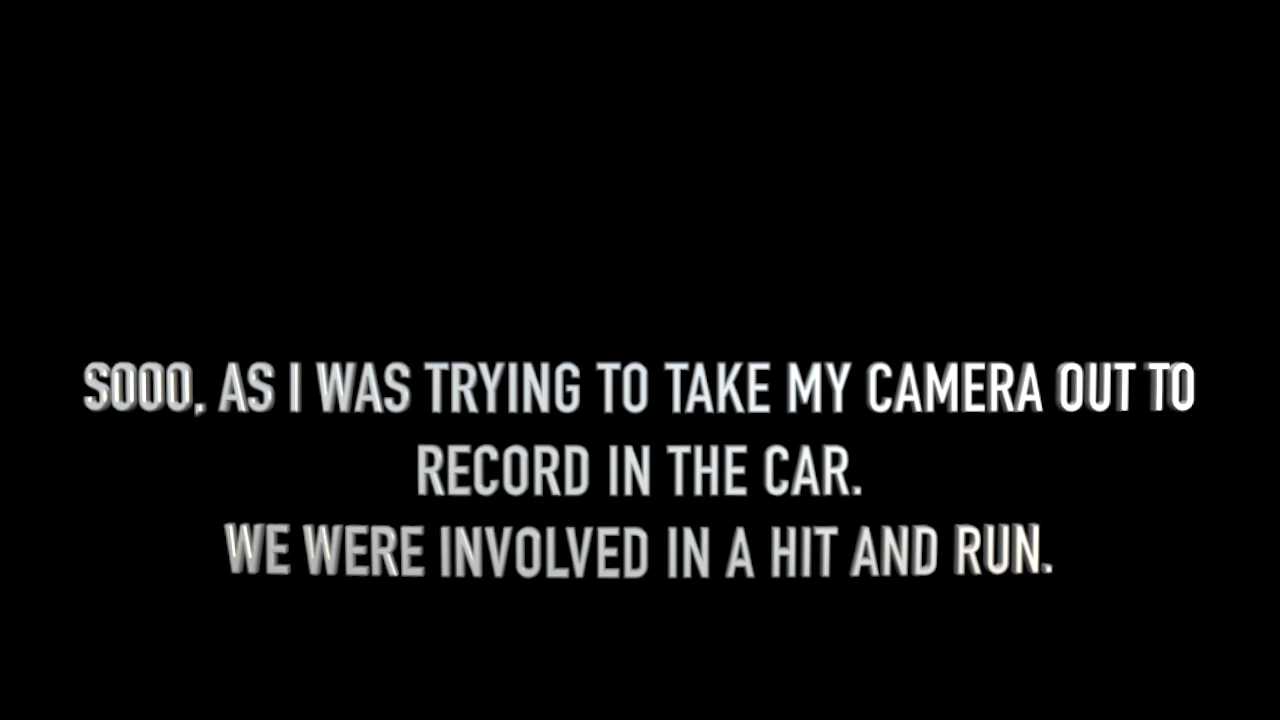 SOOO, AS I WAS TRYING TO TAKE MY CAMERA OUT TO
RECORD IN THE CAR.
WE WERE INVOLVED IN A HIT AND RUN.